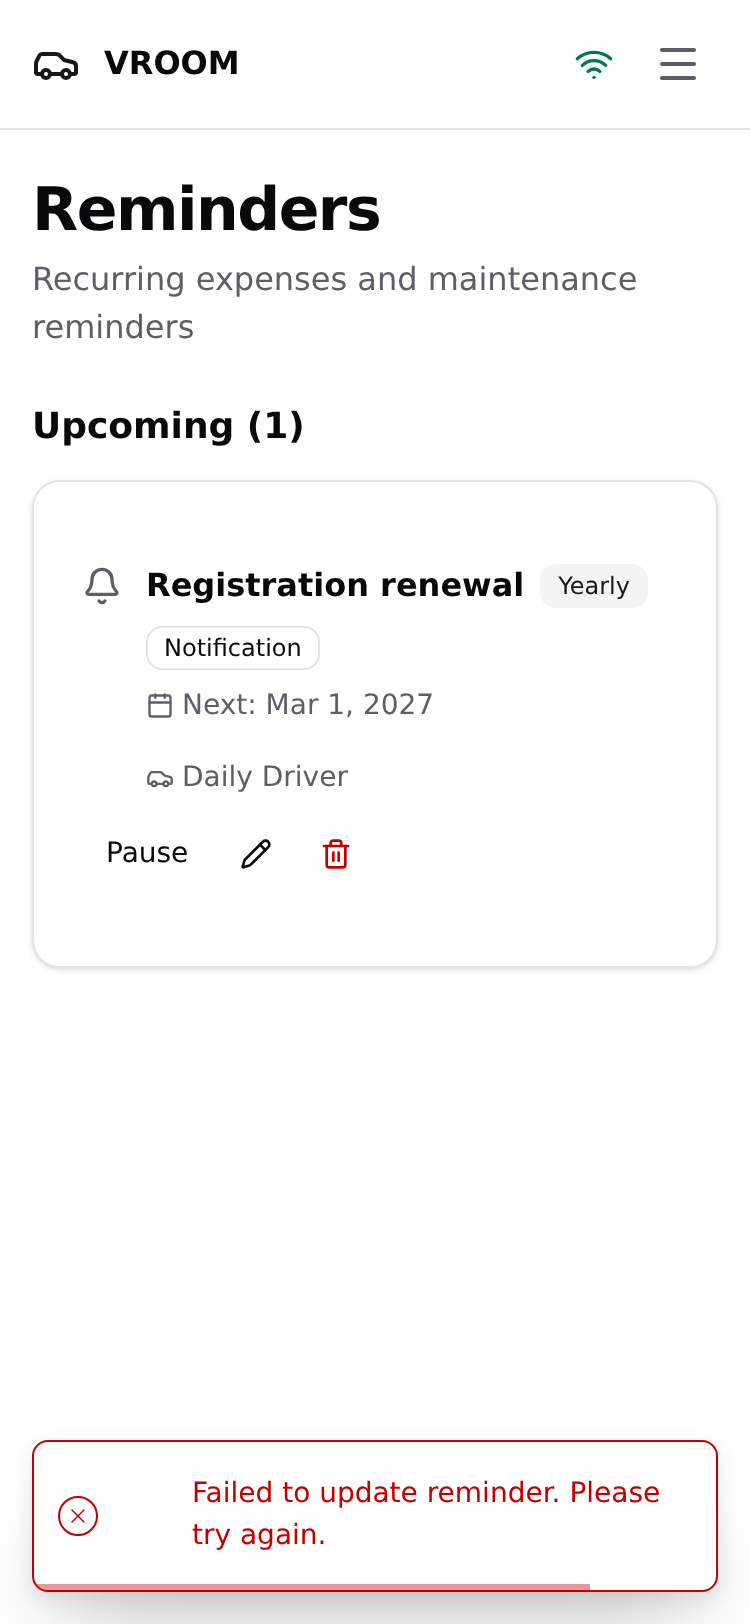 VROOM
Reminders
Recurring expenses and maintenance
reminders
Upcoming (1)
Registration renewal Yearly
Notification
Next: Mar 1, 2027
Daily Driver
Pause
Failed to update reminder. Please
try again.